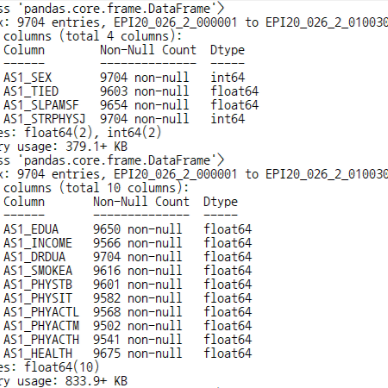 ss 'pandas.core.frame.DataFrame'>
x: 9704 entries, EPI20_026_2_000001 to EPI20_026_2_010030
columns (total 4 columns):
Column Non-Null Count Dtype
------ -------------- -----
AS1_SEX 9704 non-null int64
AS1_TIED 9603 non-null float64
AS1_SLPAMSF 9654 non-null float64
AS1_STRPHYSJ 9704 non-null int64
es: float64(2), int64(2)
ry usage: 379.1+ KB
ss 'pandas.core.frame.DataFrame'>
x: 9704 entries, EPI20_026_2_000001 to EPI20_026_2_010030
columns (total 10 columns):
Column Non-Null Count Dtype
------ -------------- -----
AS1_EDUA 9650 non-null float64
AS1_INCOME 9566 non-null float64
AS1_DRDUA 9704 non-null float64
AS1_SMOKEA 9616 non-null float64
AS1_PHYSTB 9601 non-null float64
AS1_PHYSIT 9582 non-null float64
AS1_PHYACTL 9568 non-null float64
AS1_PHYACTM 9502 non-null float64
AS1_PHYACTH 9541 non-null float64
AS1_HEALTH 9675 non-null float64
es: float64(10)
ry usage: 833.9+ KB